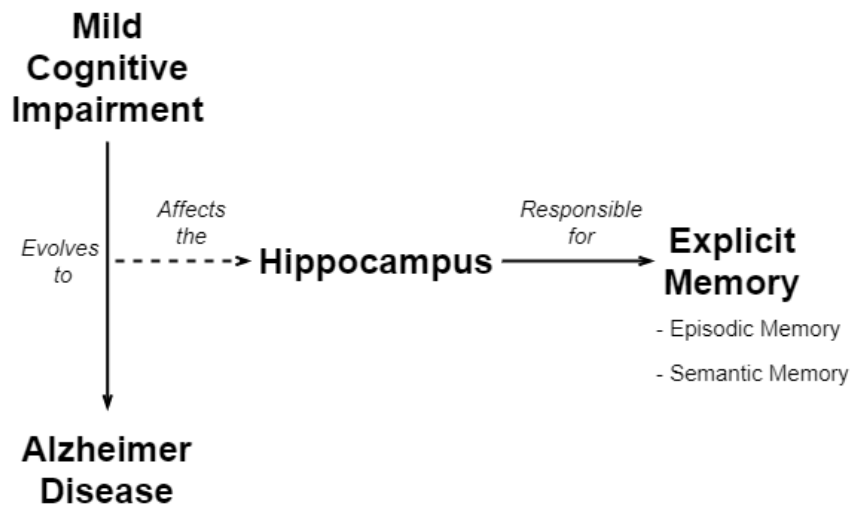 Mild
Cognitive
Impairment
Evolves
to
Affects
the
Hippocampus
Responsible
for
Explicit
Memory
- Episodic Memory
- Semantic Memory
Alzheimer
Disease